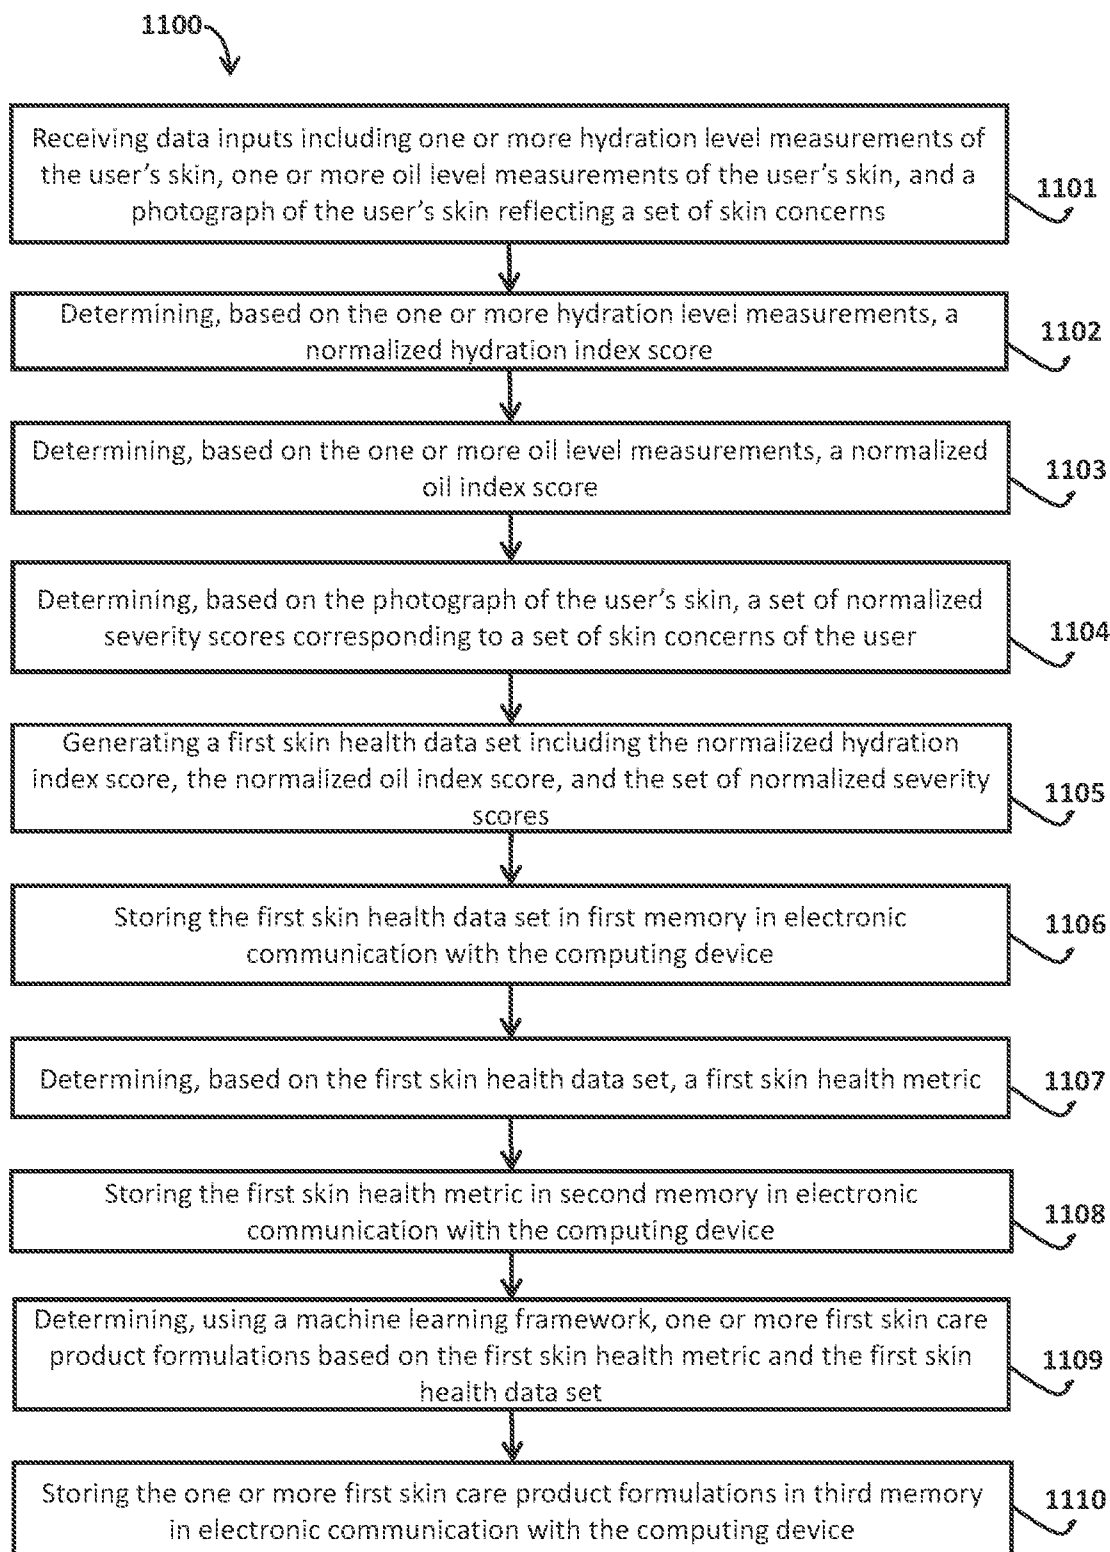 1100
Receiving data inputs including one or more hydration level measurements of
the user's skin, one or more oil level measurements of the user's skin, and a
photograph of the user's skin reflecting a set of skin concerns
1101
Determining, based on the one or more hydration level measurements, a
normalized hydration index score
1102
Determining, based on the one or more oil level measurements, a normalized
oil index score
1103
Determining, based on the photograph of the user's skin, a set of normalized
severity scores corresponding to a set of skin concerns of the user
1104
Generating a first skin health data set including the normalized hydration
index score, the normalized oil index score, and the set of normalized severity
scores
1105
Storing the first skin health data set in first memory in electronic
communication with the computing device
1106
Determining, based on the first skin health data set, a first skin health metric
1107
Storing the first skin health metric in second memory in electronic
communication with the computing device
1108
Determining, using a machine learning framework, one or more first skin care
product formulations based on the first skin health metric and the first skin
health data set
1109
Storing the one or more first skin care product formulations in third memory
in electronic communication with the computing device
1110